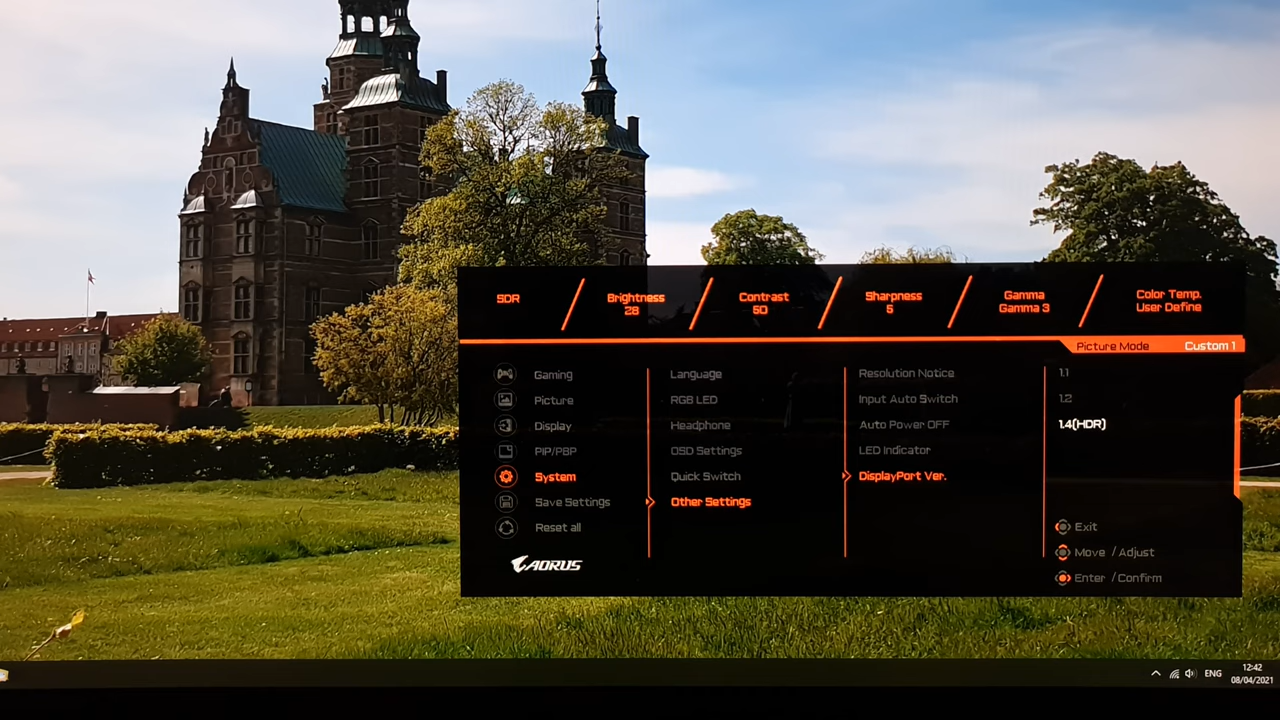 SDR
Brightness
28
Contrast
50
Sharpness
5
Gamma
Gamma 3
Color Temp.
User Define
Picture Mode Custom 1
Gaming
Picture
Display
PIP/PBP
System
Save Settings
Reset all
AORUS
Language
RGB LED
Headphone
OSD Settings
Quick Switch
Other Settings
Resolution Notice
Input Auto Switch
Auto Power OFF
LED Indicator
DisplayPort Ver.
1.1
1.2
1.4(HDR)
Exit
Move / Adjust
Enter / Confirm
ENG
12:42
08/04/2021